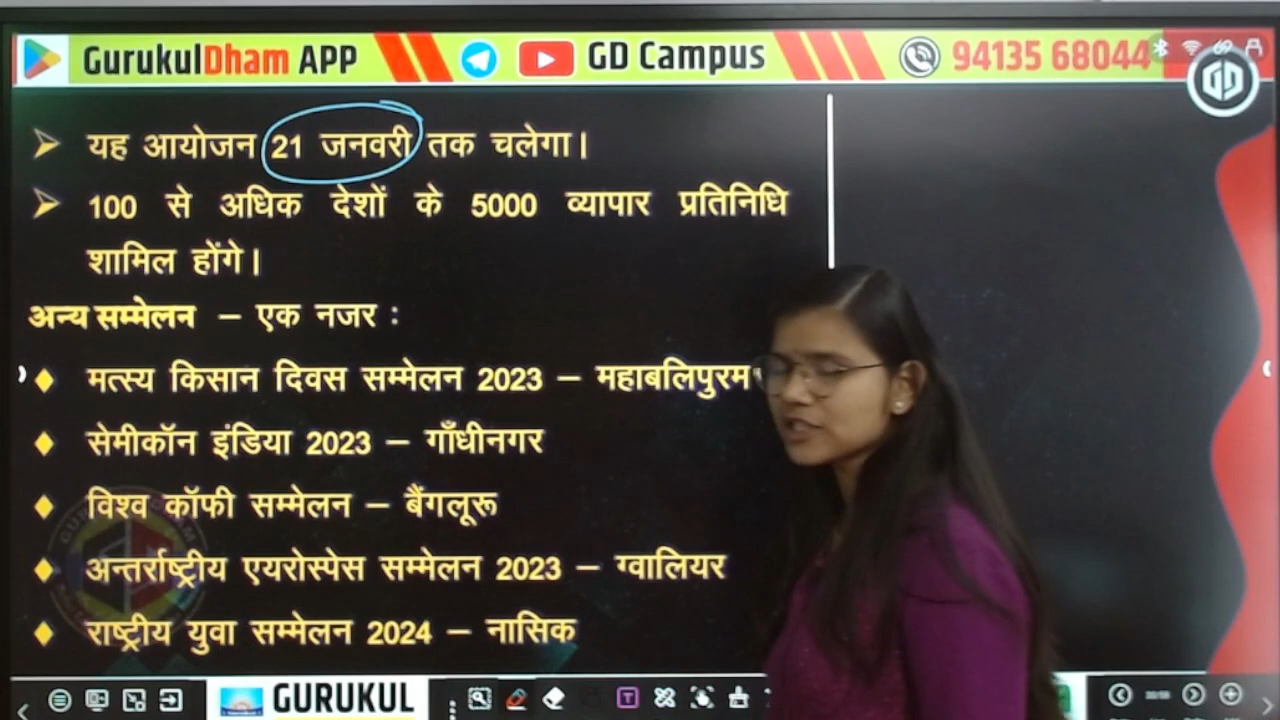 GurukulDham APP
GD Campus
94135 68044
यह आयोजन 21 जनवरी तक चलेगा।
100 से अधिक देशों के 5000 व्यापार प्रतिनिधि
शामिल होंगे।
अन्य सम्मेलन – एक नजर :
मत्स्य किसान दिवस सम्मेलन 2023 – महाबलिपुरम
सेमीकॉन इंडिया 2023 – गाँधीनगर
विश्व कॉफी सम्मेलन – बैंगलूरू
अन्तर्राष्ट्रीय एयरोस्पेस सम्मेलन 2023 – ग्वालियर
राष्ट्रीय युवा सम्मेलन 2024 – नासिक
GURUKUL